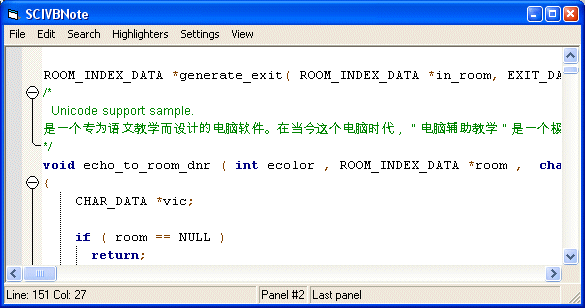 SCIVBNote
File Edit Search Highlighters Settings View
ROOM_INDEX_DATA *generate_exit( ROOM_INDEX_DATA *in_room, EXIT_DA
/*
Unicode support sample.
是一个专为语文教学而设计的电脑软件。在当今这个电脑时代，＂电脑辅助教学＂是一个极
*/
void echo_to_room_dnr ( int ecolor , ROOM_INDEX_DATA *room , cha
{
CHAR_DATA *vic;
if ( room == NULL )
return;
Line: 151 Col: 27 Panel #2 Last panel